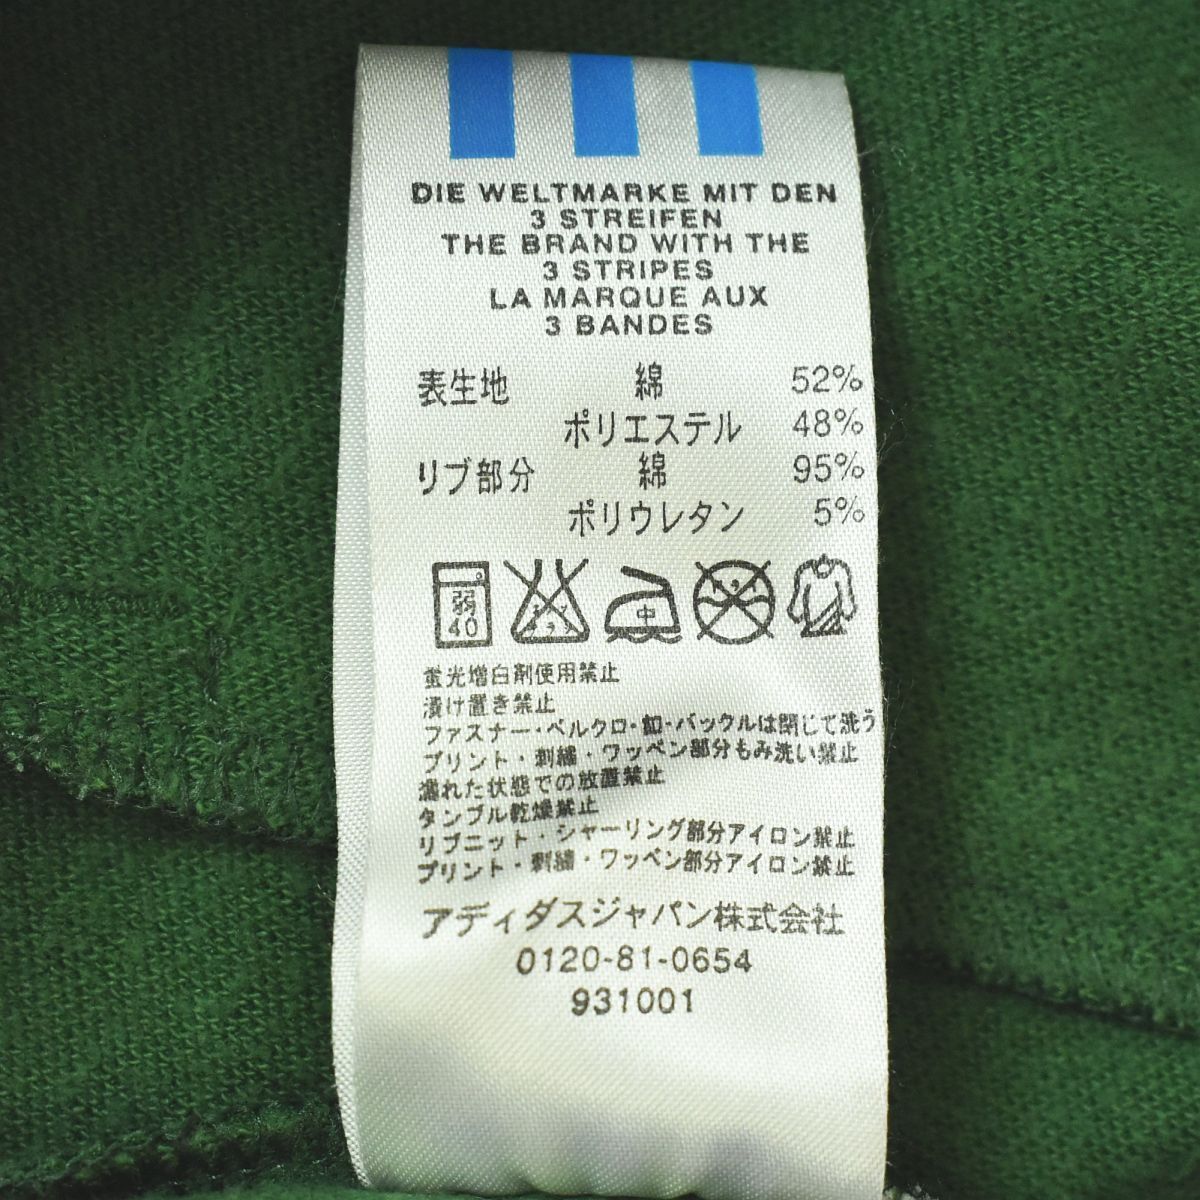 DIE WELTMARKE MIT DEN
3 STREIFEN
THE BRAND WITH THE
3 STRIPES
LA MARQUE AUX
3 BANDES
表生地 綿 52%
ポリエステル 48%
リブ部分 綿 95%
ポリウレタン 5%
弱 40 エンソサラシ 中 ドライ
蛍光増白剤使用禁止
漬け置き禁止
ファスナー・ベルクロ・釦・バックルは閉じて洗う
プリント・刺繍・ワッペン部分もみ洗い禁止
濡れた状態での放置禁止
タンブル乾燥禁止
リブニット・シャーリング部分アイロン禁止
プリント・刺繍・ワッペン部分アイロン禁止
アディダスジャパン株式会社
0120-81-0654
931001